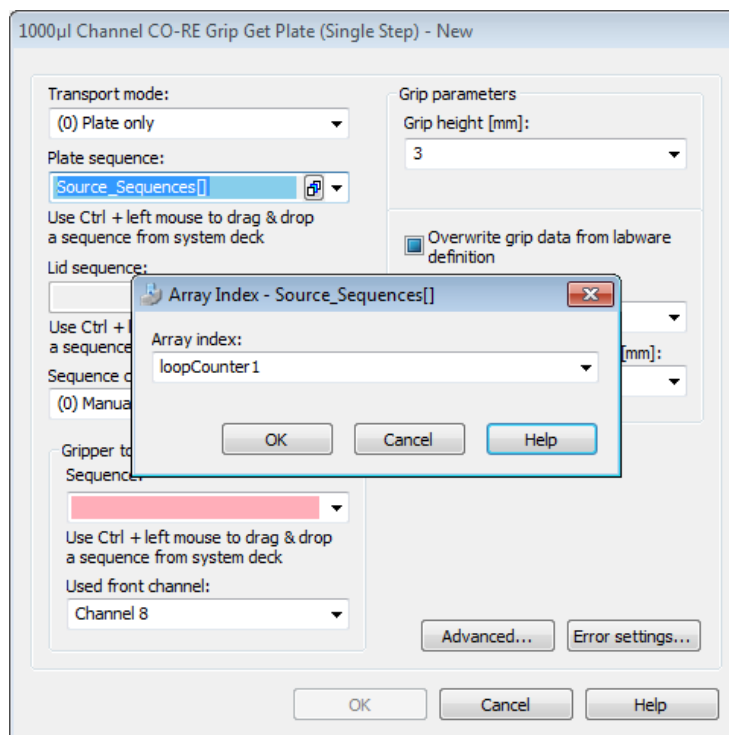 1000µl Channel CO-RE Grip Get Plate (Single Step) - New
Transport mode:
(0) Plate only
Plate sequence:
Source_Sequences[]
Use Ctrl + left mouse to drag & drop
a sequence from system deck
Lid sequence:
Use Ctrl +
a sequence
Sequence
(0) Manua
Gripper
Sequence:
Use Ctrl + left mouse to drag & drop
a sequence from system deck
Used front channel:
Channel 8
Grip parameters
Grip height [mm]:
3
Overwrite grip data from labware
definition
[mm]:
Array Index - Source_Sequences[]
Array index:
loopCounter1
OK
Cancel
Help
Advanced...
Error settings...
OK
Cancel
Help